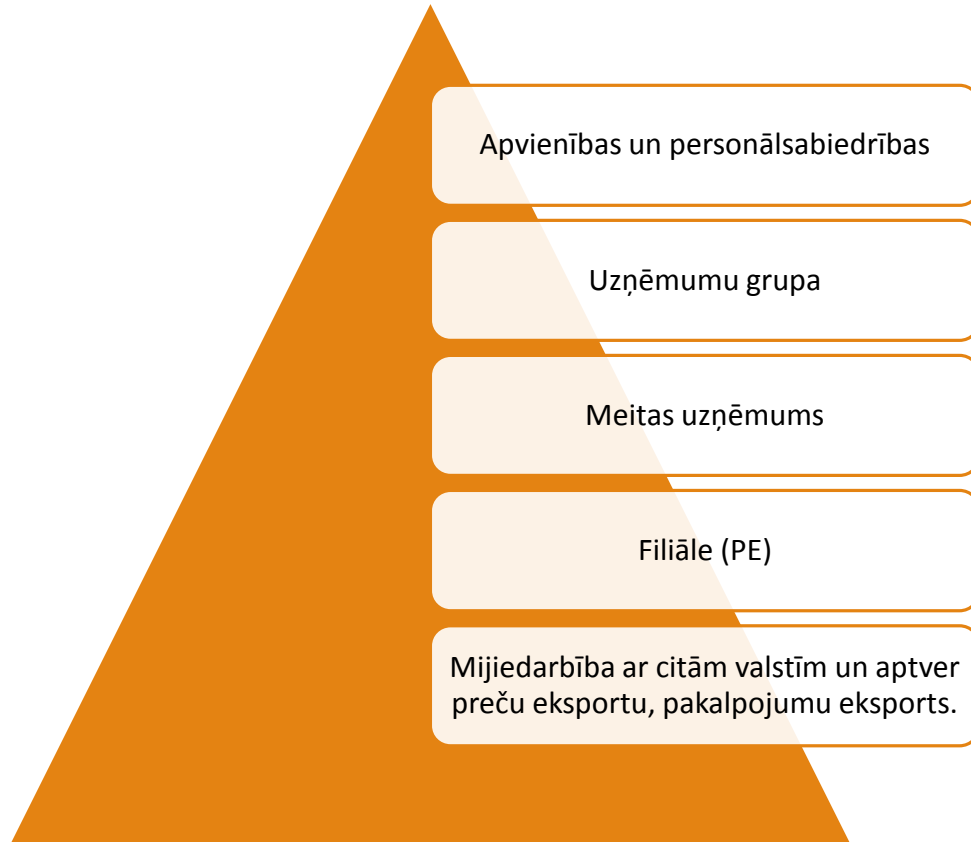 Apvienības un personālsabiedrības
Uzņēmumu grupa
Meitas uzņēmums
Filiāle (PE)
Mijiedarbība ar citām valstīm un aptver
preču eksportu, pakalpojumu eksports.